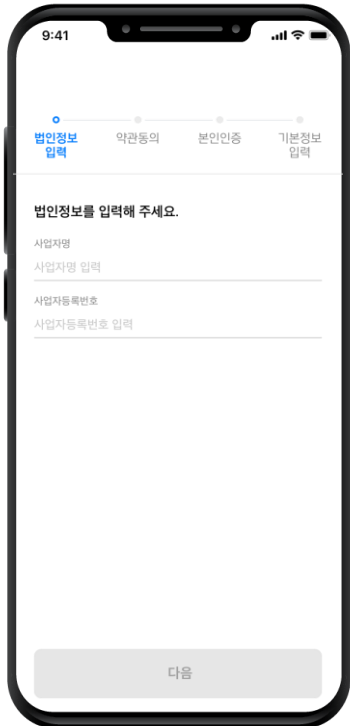 9:41
법인정보 입력
약관동의
본인인증
기본정보 입력
법인정보를 입력해 주세요.
사업자명
사업자명 입력
사업자등록번호
사업자등록번호 입력
다음